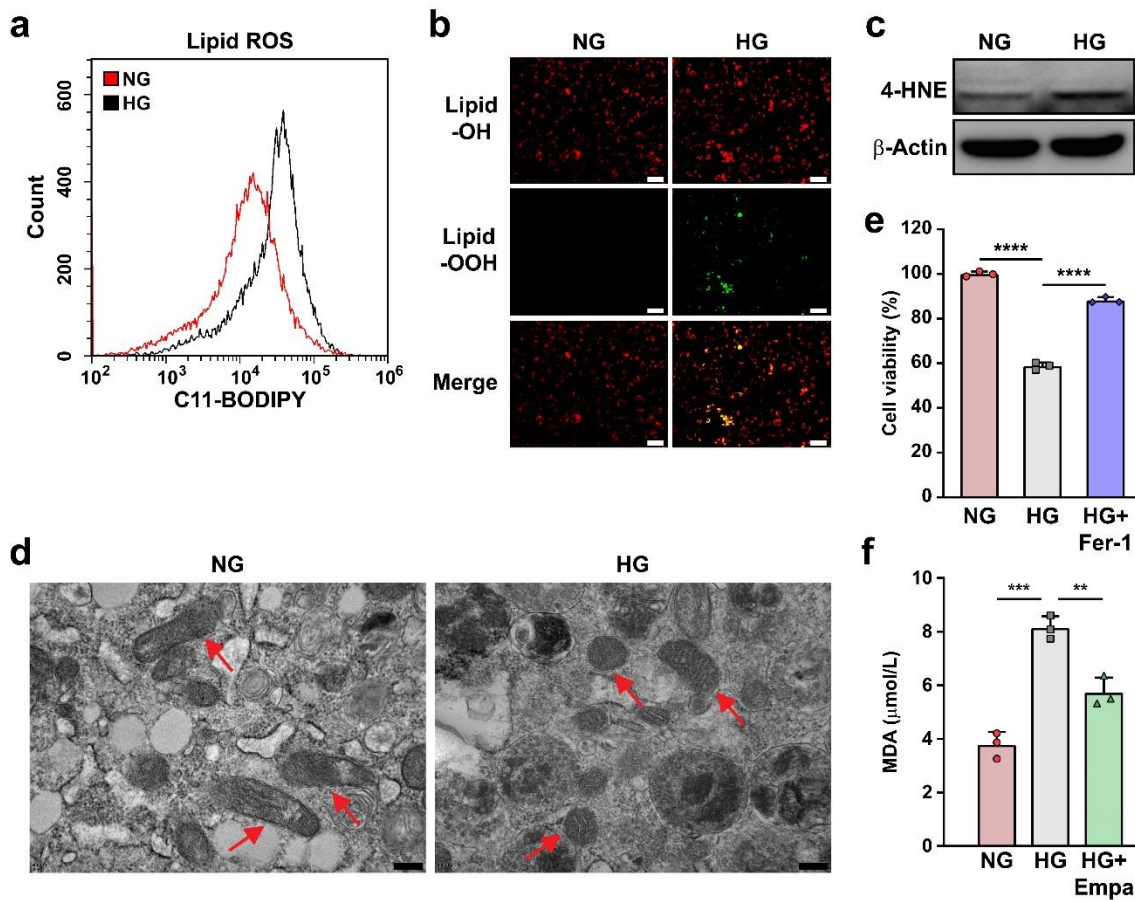 a
Lipid ROS
NG
HG
600
400
200
0
Count
10² 10³ 10⁴ 10⁵ 10⁶
C11-BODIPY
b
NG HG
Lipid
-OH
Lipid
-OOH
Merge
c
NG HG
4-HNE
β-Actin
d
NG HG
e
120
100
80
60
40
20
0
Cell viability (%)
**** ****
NG HG HG+
Fer-1
f
10
8
6
4
2
0
MDA (μmol/L)
*** **
NG HG HG+
Empa